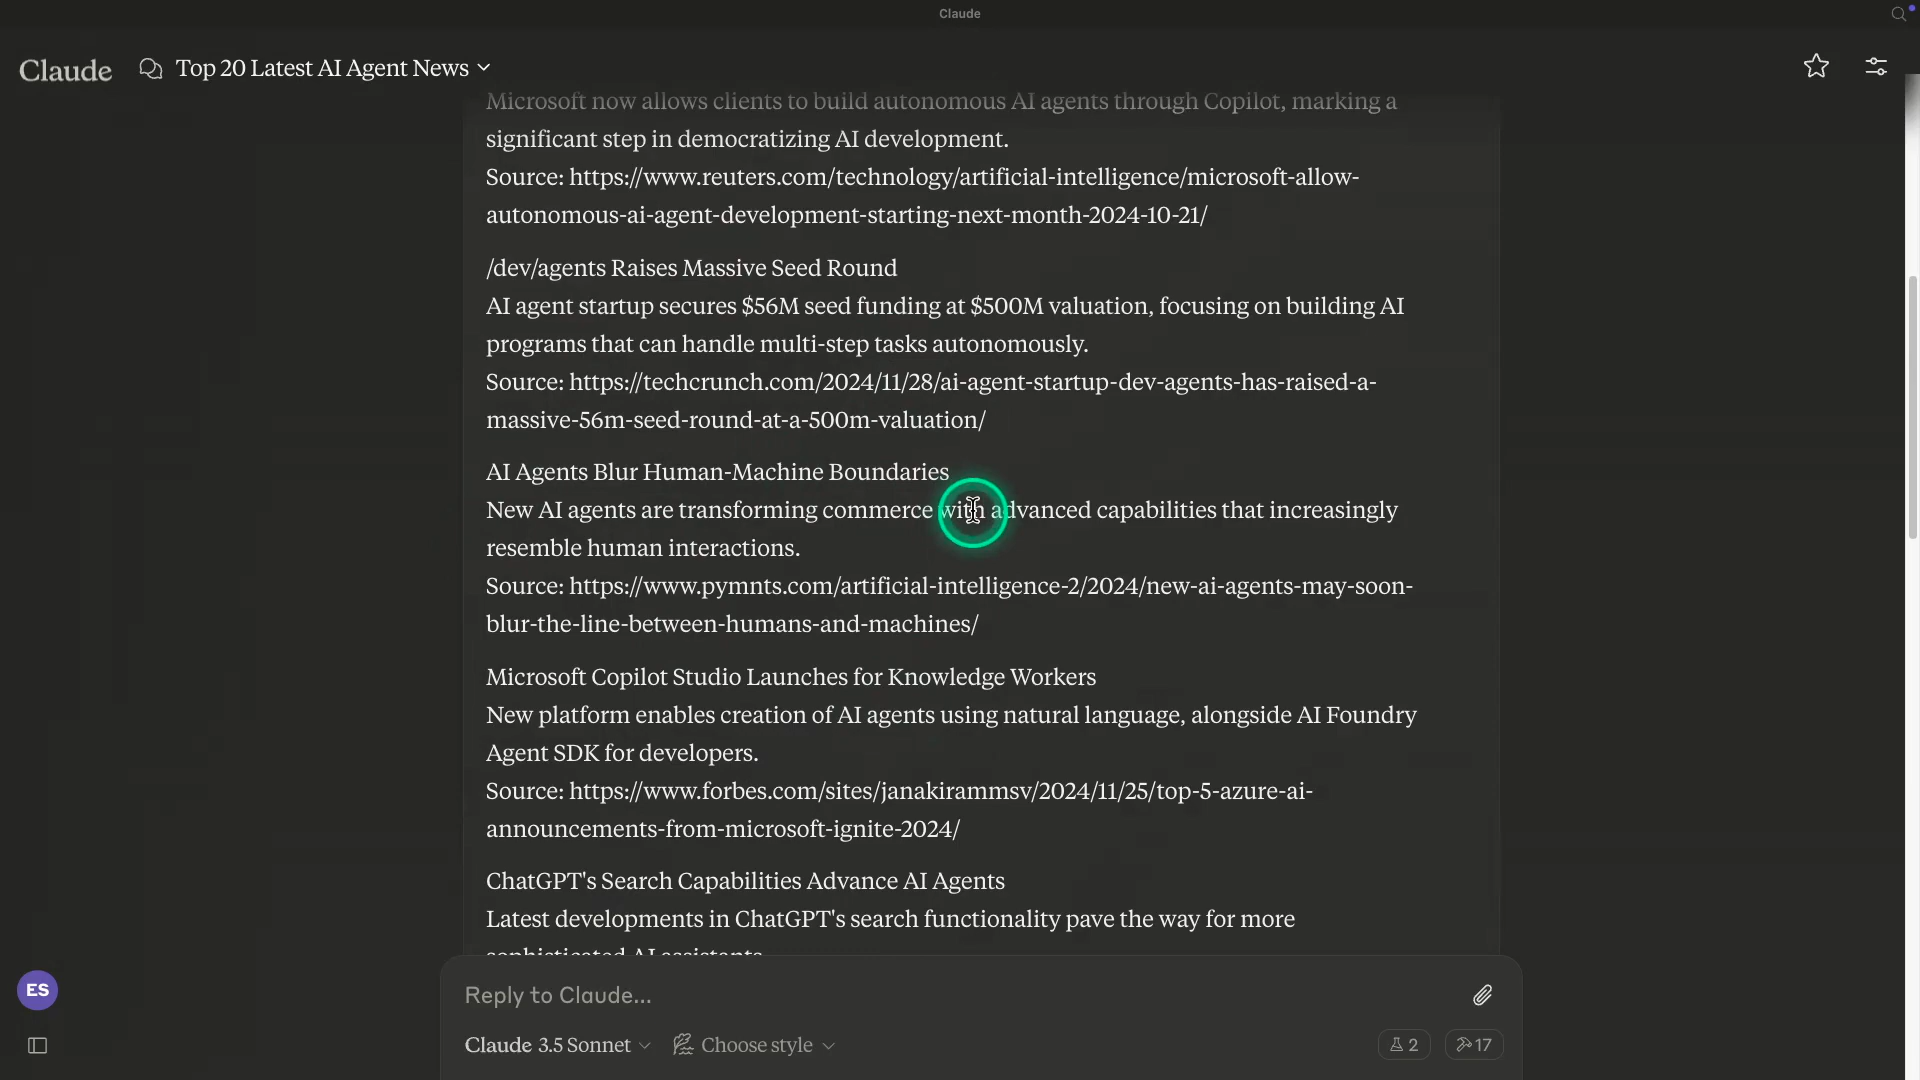 Claude
Claude
Top 20 Latest AI Agent News
Microsoft now allows clients to build autonomous AI agents through Copilot, marking a
significant step in democratizing AI development.
Source: https://www.reuters.com/technology/artificial-intelligence/microsoft-allow-
autonomous-ai-agent-development-starting-next-month-2024-10-21/
/dev/agents Raises Massive Seed Round
AI agent startup secures $56M seed funding at $500M valuation, focusing on building AI
programs that can handle multi-step tasks autonomously.
Source: https://techcrunch.com/2024/11/28/ai-agent-startup-dev-agents-has-raised-a-
massive-56m-seed-round-at-a-500m-valuation/
AI Agents Blur Human-Machine Boundaries
New AI agents are transforming commerce with advanced capabilities that increasingly
resemble human interactions.
Source: https://www.pymnts.com/artificial-intelligence-2/2024/new-ai-agents-may-soon-
blur-the-line-between-humans-and-machines/
Microsoft Copilot Studio Launches for Knowledge Workers
New platform enables creation of AI agents using natural language, alongside AI Foundry
Agent SDK for developers.
Source: https://www.forbes.com/sites/janakirammsv/2024/11/25/top-5-azure-ai-
announcements-from-microsoft-ignite-2024/
ChatGPT's Search Capabilities Advance AI Agents
Latest developments in ChatGPT's search functionality pave the way for more
sophisticated AI assistants.
ES
Reply to Claude...
Claude 3.5 Sonnet
Choose style
2
17